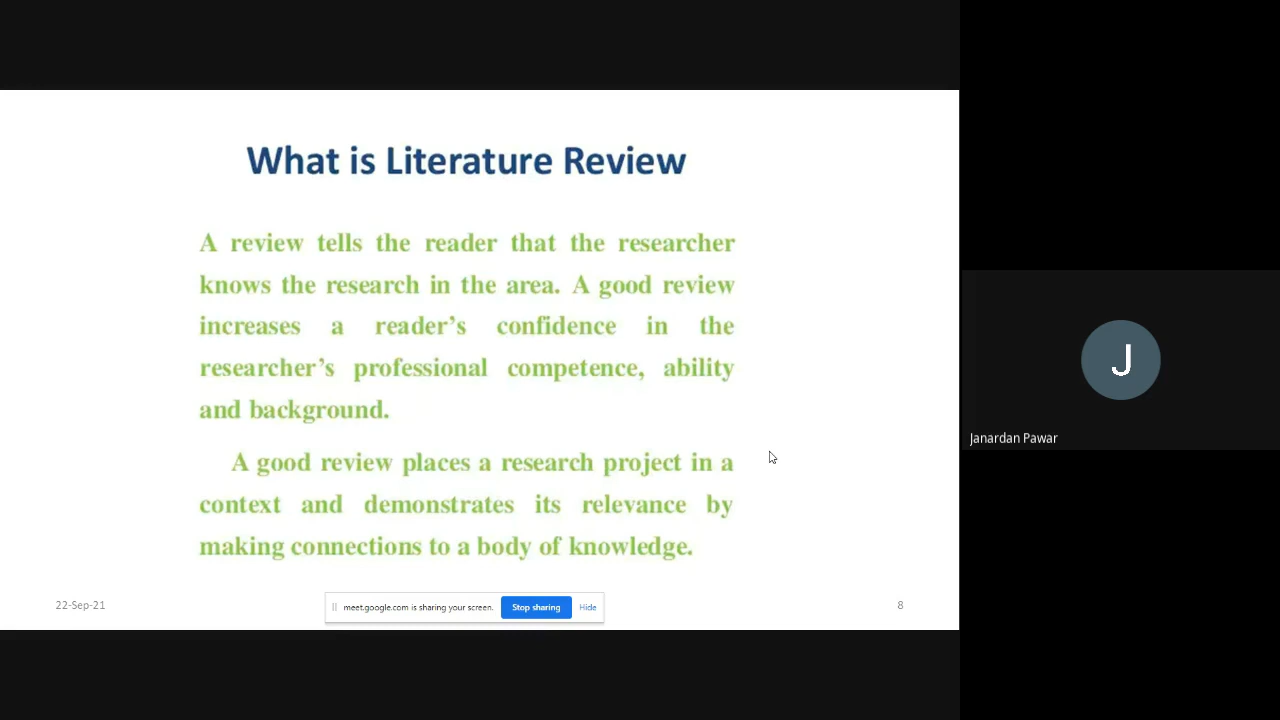 What is Literature Review
A review tells the reader that the researcher
knows the research in the area. A good review
increases a reader's confidence in the
researcher's professional competence, ability
and background.
A good review places a research project in a
context and demonstrates its relevance by
making connections to a body of knowledge.
22-Sep-21
meet.google.com is sharing your screen.
Stop sharing
Hide
8
J
Janardan Pawar